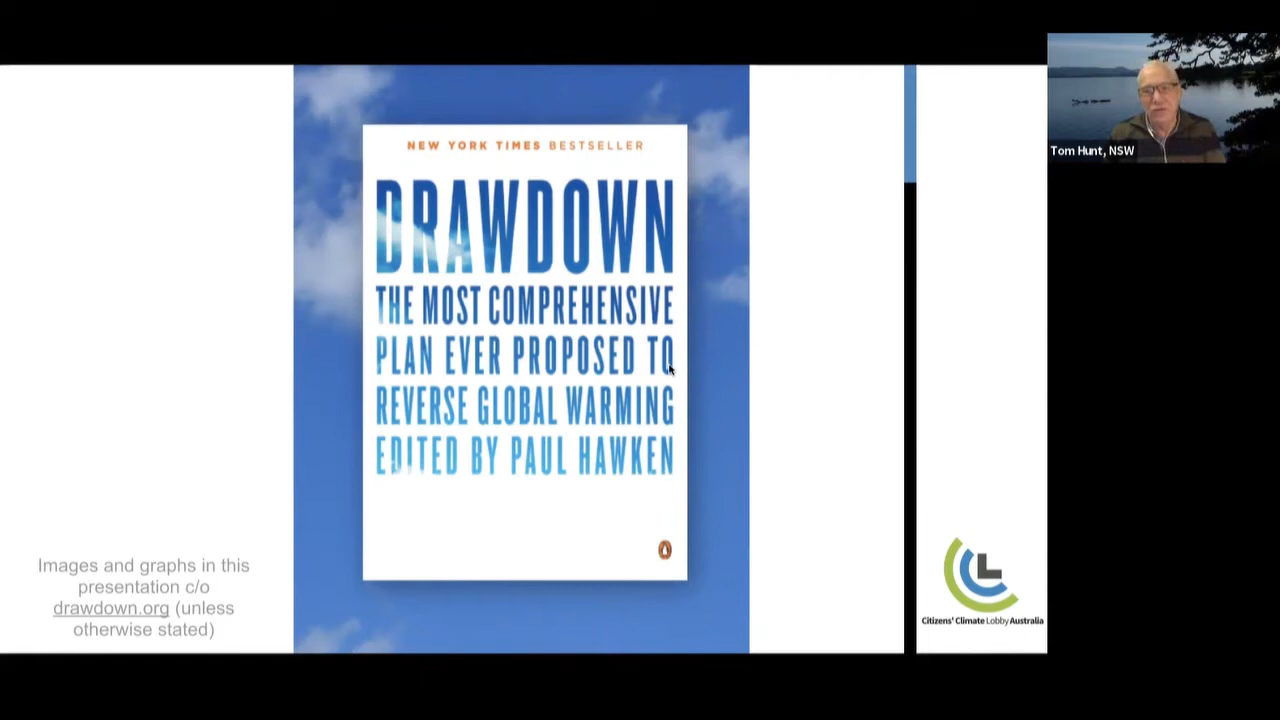 NEW YORK TIMES BESTSELLER
DRAWDOWN
THE MOST COMPREHENSIVE
PLAN EVER PROPOSED TO
REVERSE GLOBAL WARMING
EDITED BY PAUL HAWKEN
Images and graphs in this
presentation c/o
drawdown.org (unless
otherwise stated)
Citizens' Climate Lobby Australia
Tom Hunt, NSW